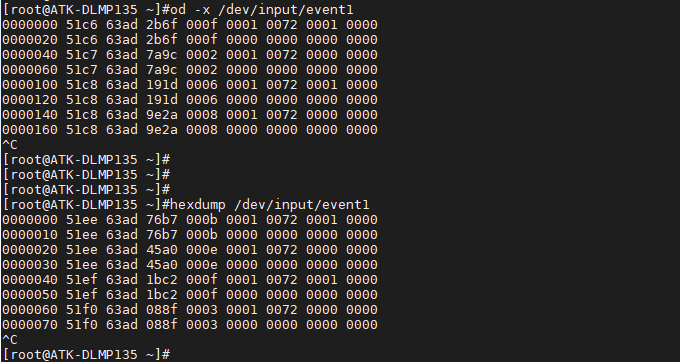 [root@ATK-DLMP135 ~]#od -x /dev/input/event1
0000000 51c6 63ad 2b6f 000f 0001 0072 0001 0000
0000020 51c6 63ad 2b6f 000f 0000 0000 0000 0000
0000040 51c7 63ad 7a9c 0002 0001 0072 0000 0000
0000060 51c7 63ad 7a9c 0002 0000 0000 0000 0000
0000100 51c8 63ad 191d 0006 0001 0072 0001 0000
0000120 51c8 63ad 191d 0006 0000 0000 0000 0000
0000140 51c8 63ad 9e2a 0008 0001 0072 0000 0000
0000160 51c8 63ad 9e2a 0008 0000 0000 0000 0000
^C
[root@ATK-DLMP135 ~]#
[root@ATK-DLMP135 ~]#
[root@ATK-DLMP135 ~]#
[root@ATK-DLMP135 ~]#hexdump /dev/input/event1
0000000 51ee 63ad 76b7 000b 0001 0072 0001 0000
0000010 51ee 63ad 76b7 000b 0000 0000 0000 0000
0000020 51ee 63ad 45a0 000e 0001 0072 0000 0000
0000030 51ee 63ad 45a0 000e 0000 0000 0000 0000
0000040 51ef 63ad 1bc2 000f 0001 0072 0001 0000
0000050 51ef 63ad 1bc2 000f 0000 0000 0000 0000
0000060 51f0 63ad 088f 0003 0001 0072 0000 0000
0000070 51f0 63ad 088f 0003 0000 0000 0000 0000
^C
[root@ATK-DLMP135 ~]#